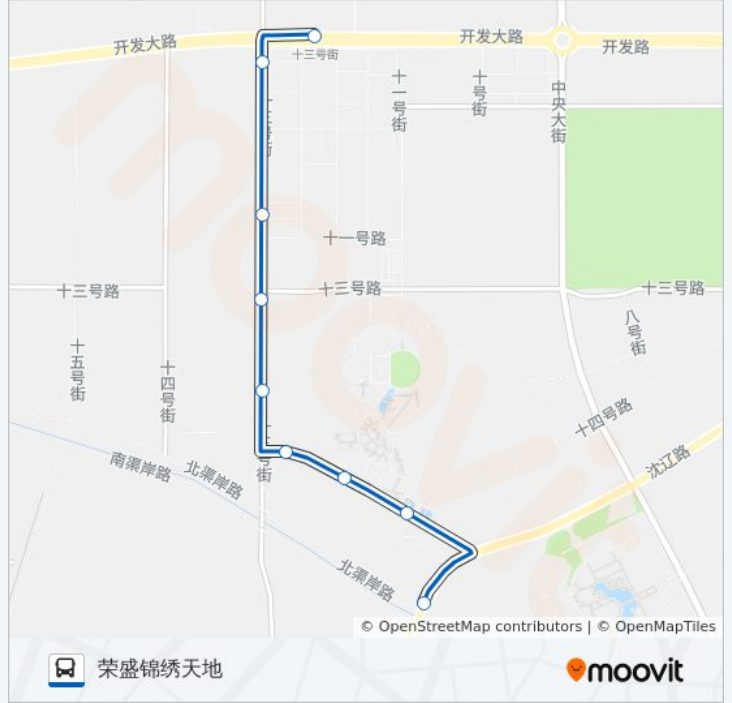 开发大路
开发大路
开发路
十三号街
十一号街
十号街
中央大街
十一号路
十三号路
十三号路
十三号路
八号街
十五号街
十四号街
十四号路
沈辽路
南渠岸路
北渠岸路
号街
北渠岸路
© OpenStreetMap contributors | © OpenMapTiles
荣盛锦绣天地
moovit
moovit